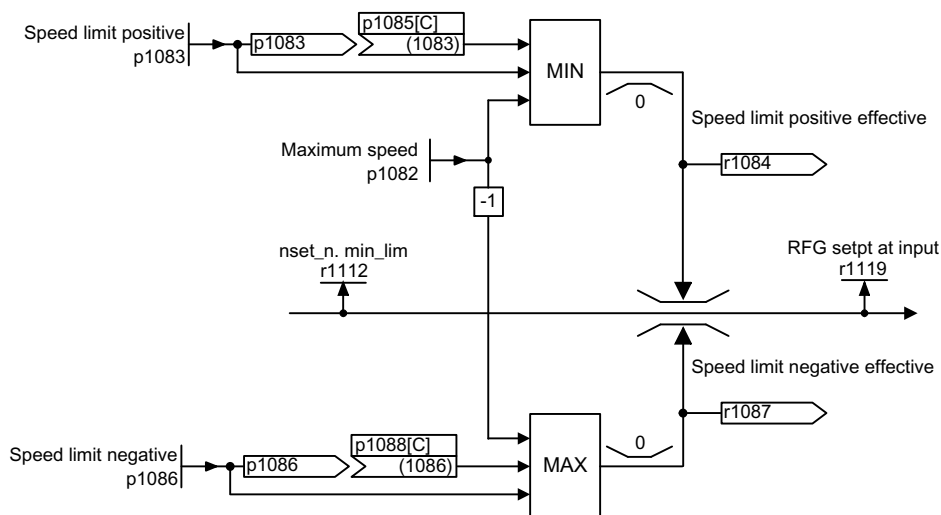 Speed limit positive
p1083
p1083
p1085[C]
(1083)
MIN
0
Speed limit positive effective
r1084
Maximum speed
p1082
-1
nset_n. min_lim
r1112
RFG setpt at input
r1119
Speed limit negative effective
r1087
Speed limit negative
p1086
p1086
p1088[C]
(1086)
MAX
0